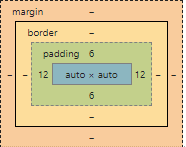 margin –
border –
padding 6
– – 12 auto × auto 12 – –
6
–
–